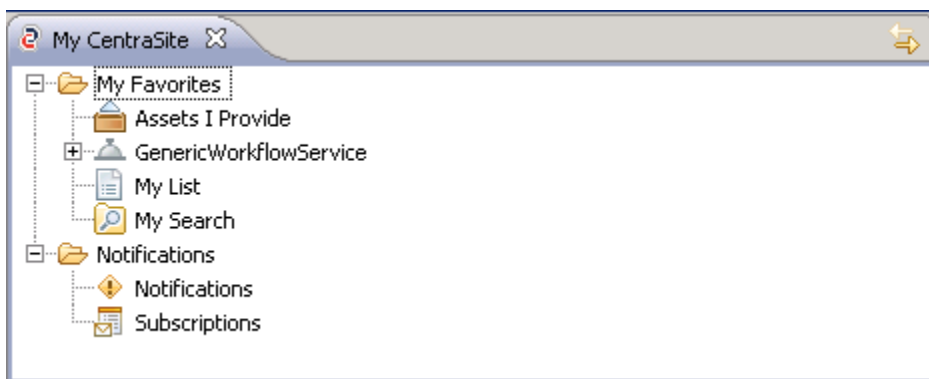 My CentraSite
My Favorites
Assets I Provide
GenericWorkflowService
My List
My Search
Notifications
Notifications
Subscriptions